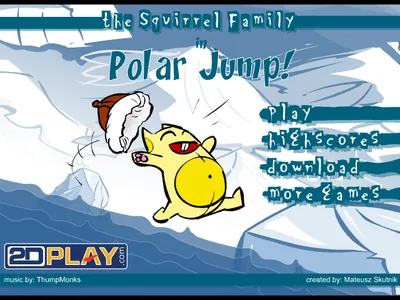 the Squirrel Family
in
Polar Jump!
play
highscores
download
more games
2DPLAY.com
music by: ThumpMonks
created by: Mateusz Skutnik